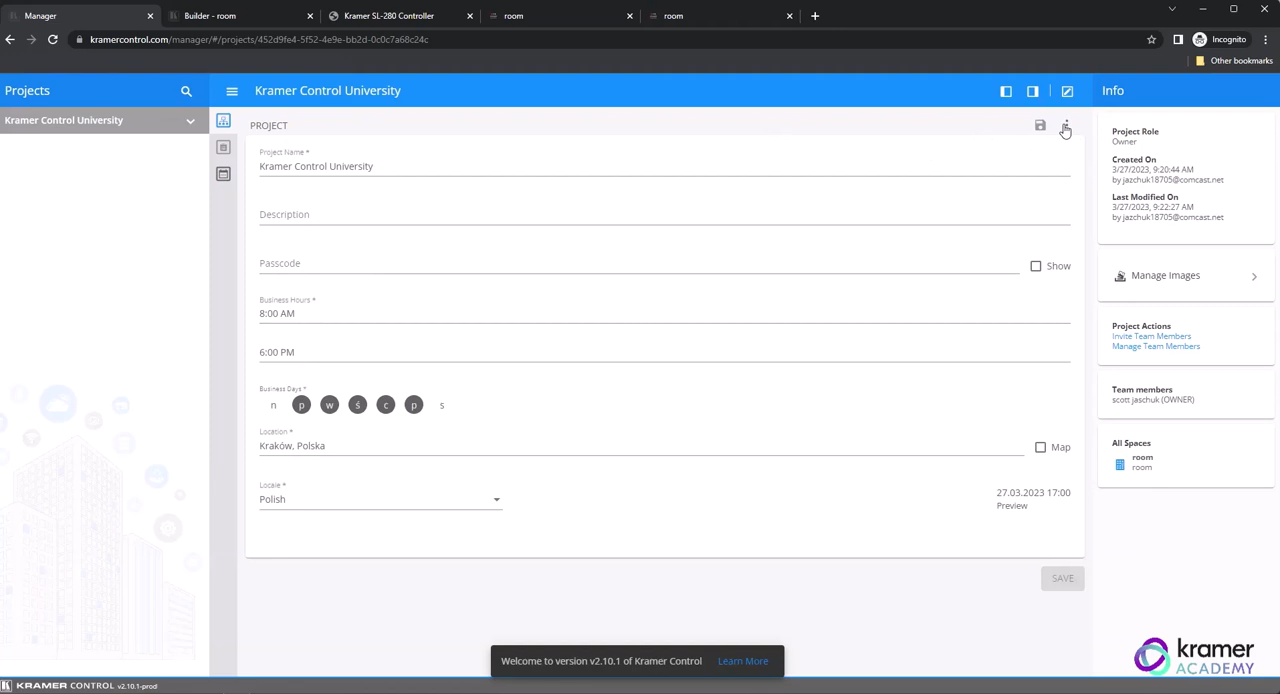 Manager
Builder - room
Kramer SL-280 Controller
room
room
kramercontrol.com/manager/#/projects/452d9fe4-5f52-4e9e-bb2d-0c0c7a68c24c
Incognito
Other bookmarks
Projects
Kramer Control University
Info
Kramer Control University
PROJECT
Project Name *
Kramer Control University
Description
Passcode
Show
Business Hours *
8:00 AM
6:00 PM
Business Days *
n p w ś c p s
Location *
Kraków, Polska
Map
Locale *
Polish
27.03.2023 17:00
Preview
SAVE
Project Role
Owner
Created On
3/27/2023, 9:20:44 AM
by jazchuk18705@comcast.net
Last Modified On
3/27/2023, 9:22:27 AM
by jazchuk18705@comcast.net
Manage Images
Project Actions
Invite Team Members
Manage Team Members
Team members
scott jaschuk (OWNER)
All Spaces
room
room
Welcome to version v2.10.1 of Kramer Control Learn More
kramer
ACADEMY
KRAMER CONTROL v2.10.1-prod